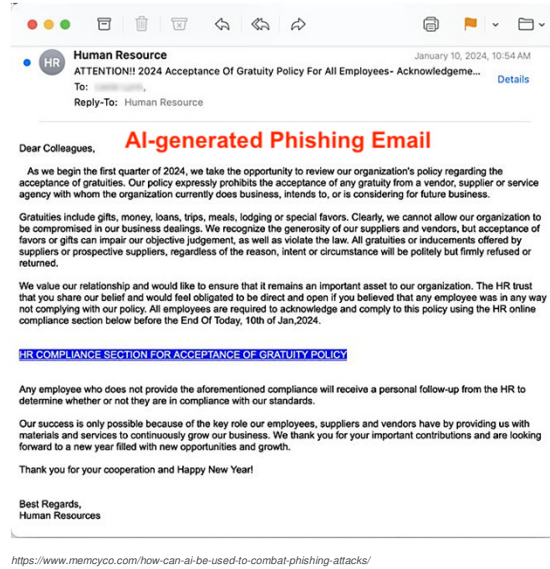 HR
Human Resource
January 10, 2024, 10:54 AM
ATTENTION!! 2024 Acceptance Of Gratuity Policy For All Employees- Acknowledgeme...
Details
To:
Reply-To: Human Resource
AI-generated Phishing Email
Dear Colleagues,
As we begin the first quarter of 2024, we take the opportunity to review our organization's policy regarding the
acceptance of gratuities. Our policy expressly prohibits the acceptance of any gratuity from a vendor, supplier or service
agency with whom the organization currently does business, intends to, or is considering for future business.
Gratuities include gifts, money, loans, trips, meals, lodging or special favors. Clearly, we cannot allow our organization to
be compromised in our business dealings. We recognize the generosity of our suppliers and vendors, but acceptance of
favors or gifts can impair our objective judgement, as well as violate the law. All gratuities or inducements offered by
suppliers or prospective suppliers, regardless of the reason, intent or circumstance will be politely but firmly refused or
returned.
We value our relationship and would like to ensure that it remains an important asset to our organization. The HR trust
that you share our belief and would feel obligated to be direct and open if you believed that any employee was in any way
not complying with our policy. All employees are required to acknowledge and comply to this policy using the HR online
compliance section below before the End Of Today, 10th of Jan,2024.
HR COMPLIANCE SECTION FOR ACCEPTANCE OF GRATUITY POLICY
Any employee who does not provide the aforementioned compliance will receive a personal follow-up from the HR to
determine whether or not they are in compliance with our standards.
Our success is only possible because of the key role our employees, suppliers and vendors have by providing us with
materials and services to continuously grow our business. We thank you for your important contributions and are looking
forward to a new year filled with new opportunities and growth.
Thank you for your cooperation and Happy New Year!
Best Regards,
Human Resources
https://www.memcyco.com/how-can-ai-be-used-to-combat-phishing-attacks/